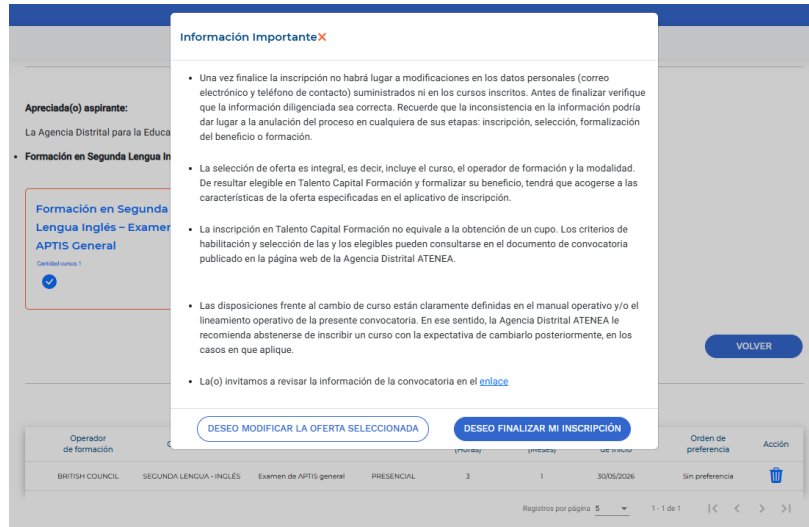 Información Importante X
• Una vez finalice la inscripción no habrá lugar a modificaciones en los datos personales (correo
electrónico y teléfono de contacto) suministrados ni en los cursos inscritos. Antes de finalizar verifique
que la información diligenciada sea correcta. Recuerde que la inconsistencia en la información podría
dar lugar a la anulación del proceso en cualquiera de sus etapas: inscripción, selección, formalización
del beneficio o formación.
• La selección de oferta es integral, es decir, incluye el curso, el operador de formación y la modalidad.
De resultar elegible en Talento Capital Formación y formalizar su beneficio, tendrá que acogerse a las
características de la oferta especificadas en el aplicativo de inscripción.
• La inscripción en Talento Capital Formación no equivale a la obtención de un cupo. Los criterios de
habilitación y selección de las y los elegibles pueden consultarse en el documento de convocatoria
publicado en la página web de la Agencia Distrital ATENEA.
• Las disposiciones frente al cambio de curso están claramente definidas en el manual operativo y/o el
lineamiento operativo de la presente convocatoria. En ese sentido, la Agencia Distrital ATENEA le
recomienda abstenerse de inscribir un curso con la expectativa de cambiarlo posteriormente, en los
casos en que aplique.
• La(o) invitamos a revisar la información de la convocatoria en el enlace
DESEO MODIFICAR LA OFERTA SELECCIONADA
DESEO FINALIZAR MI INSCRIPCIÓN
Apreciada(o) aspirante:
La Agencia Distrital para la Educa
• Formación en Segunda Lengua In
Formación en Segunda
Lengua Inglés – Examen
APTIS General
Cantidad cursos 1
VOLVER
Operador
de formación
(Horas)
(Meses)
de inicio
Orden de
preferencia
Acción
BRITISH COUNCIL SEGUNDA LENGUA - INGLÉS Examen de APTIS general PRESENCIAL 3 1 30/05/2026 Sin preferencia
Registros por página 5 1 - 1 de 1